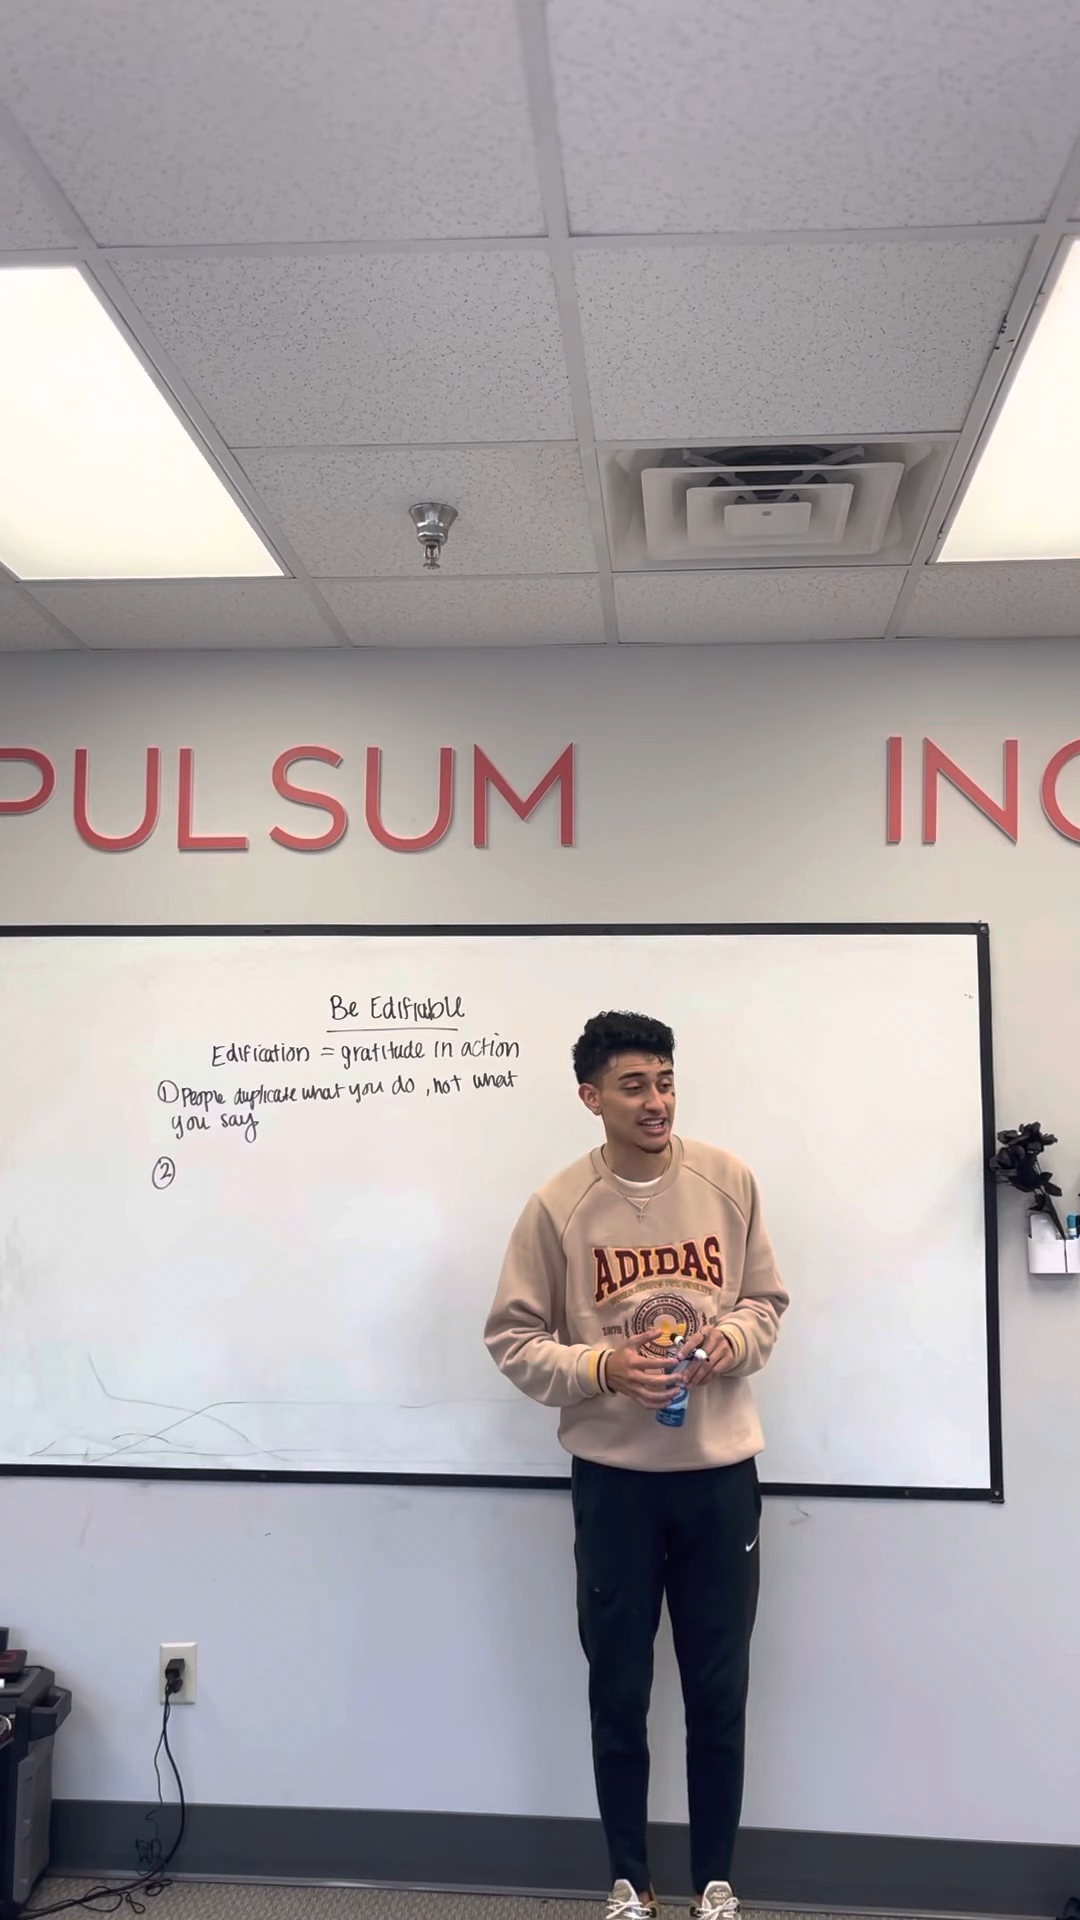 PULSUM INC
Be Edifiable
Edification = gratitude in action
① People duplicate what you do, not what
you say
②
ADIDAS